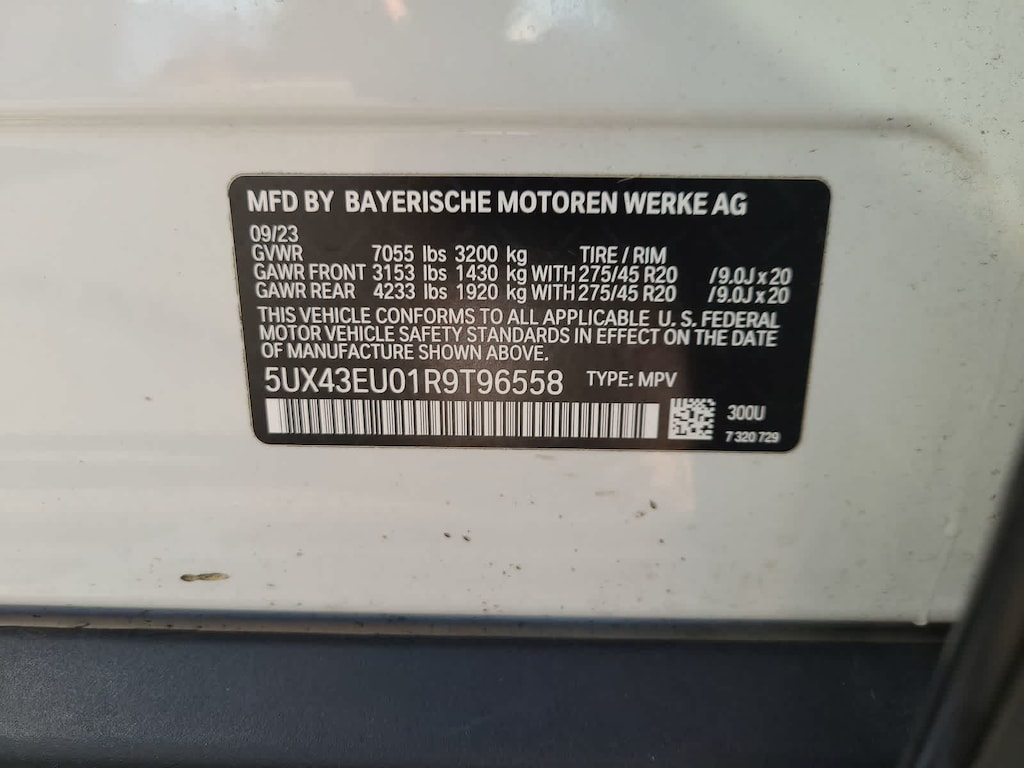 MFD BY BAYERISCHE MOTOREN WERKE AG
09/23
GVWR 7055 lbs 3200 kg TIRE / RIM
GAWR FRONT 3153 lbs 1430 kg WITH 275/45 R20 /9.0J x 20
GAWR REAR 4233 lbs 1920 kg WITH 275/45 R20 /9.0J x 20
THIS VEHICLE CONFORMS TO ALL APPLICABLE U. S. FEDERAL
MOTOR VEHICLE SAFETY STANDARDS IN EFFECT ON THE DATE
OF MANUFACTURE SHOWN ABOVE.
5UX43EU01R9T96558 TYPE: MPV
300U
7 320 729